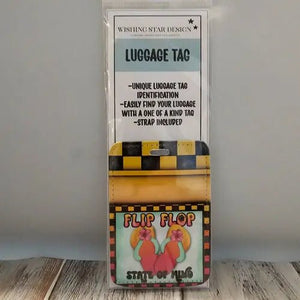 WISHING STAR DESIGN
LUGGAGE TAG
-UNIQUE LUGGAGE TAG
IDENTIFICATION
-EASILY FIND YOUR LUGGAGE
WITH A ONE OF A KIND TAG
-STRAP INCLUDED
FLIP FLOP
STATE OF MIND